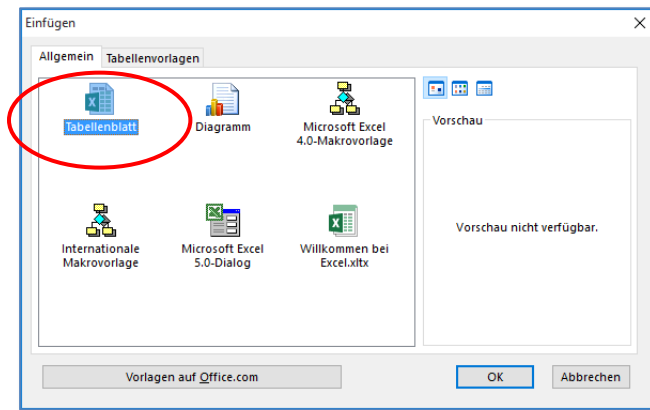 Einfügen
Allgemein Tabellenvorlagen
Tabellenblatt
Diagramm
Microsoft Excel
4.0-Makrovorlage
Internationale
Makrovorlage
Microsoft Excel
5.0-Dialog
Willkommen bei
Excel.xltx
Vorschau
Vorschau nicht verfügbar.
Vorlagen auf Office.com
OK
Abbrechen